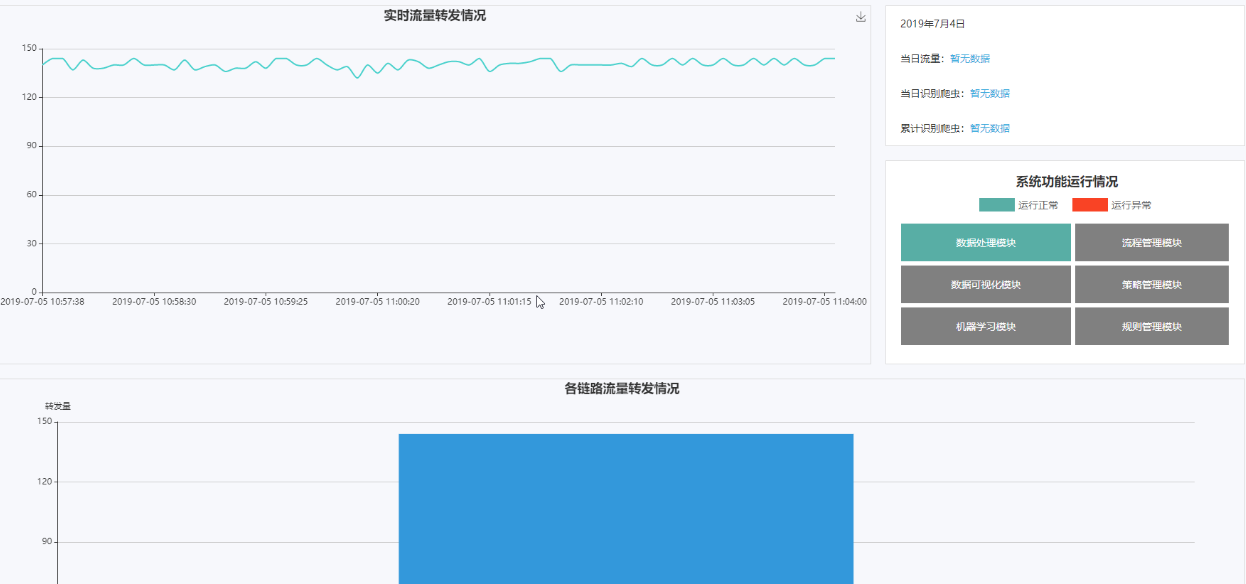 实时流量转发情况
150
120
90
60
30
0
2019-07-05 10:57:38 2019-07-05 10:58:30 2019-07-05 10:59:25 2019-07-05 11:00:20 2019-07-05 11:01:15 2019-07-05 11:02:10 2019-07-05 11:03:05 2019-07-05 11:04:00
2019年7月4日
当日流量：暂无数据
当日识别爬虫：暂无数据
累计识别爬虫：暂无数据
系统功能运行情况
运行正常 运行异常
数据处理模块 流程管理模块
数据可视化模块 策略管理模块
机器学习模块 规则管理模块
各链路流量转发情况
转发量
150
120
90